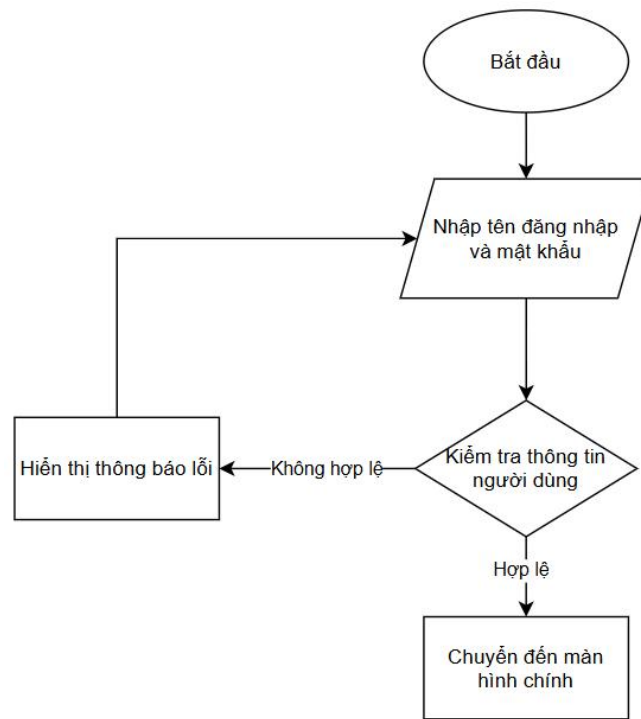 Bắt đầu
Nhập tên đăng nhập
và mật khẩu
Kiểm tra thông tin
người dùng
Không hợp lệ
Hiển thị thông báo lỗi
Hợp lệ
Chuyển đến màn
hình chính